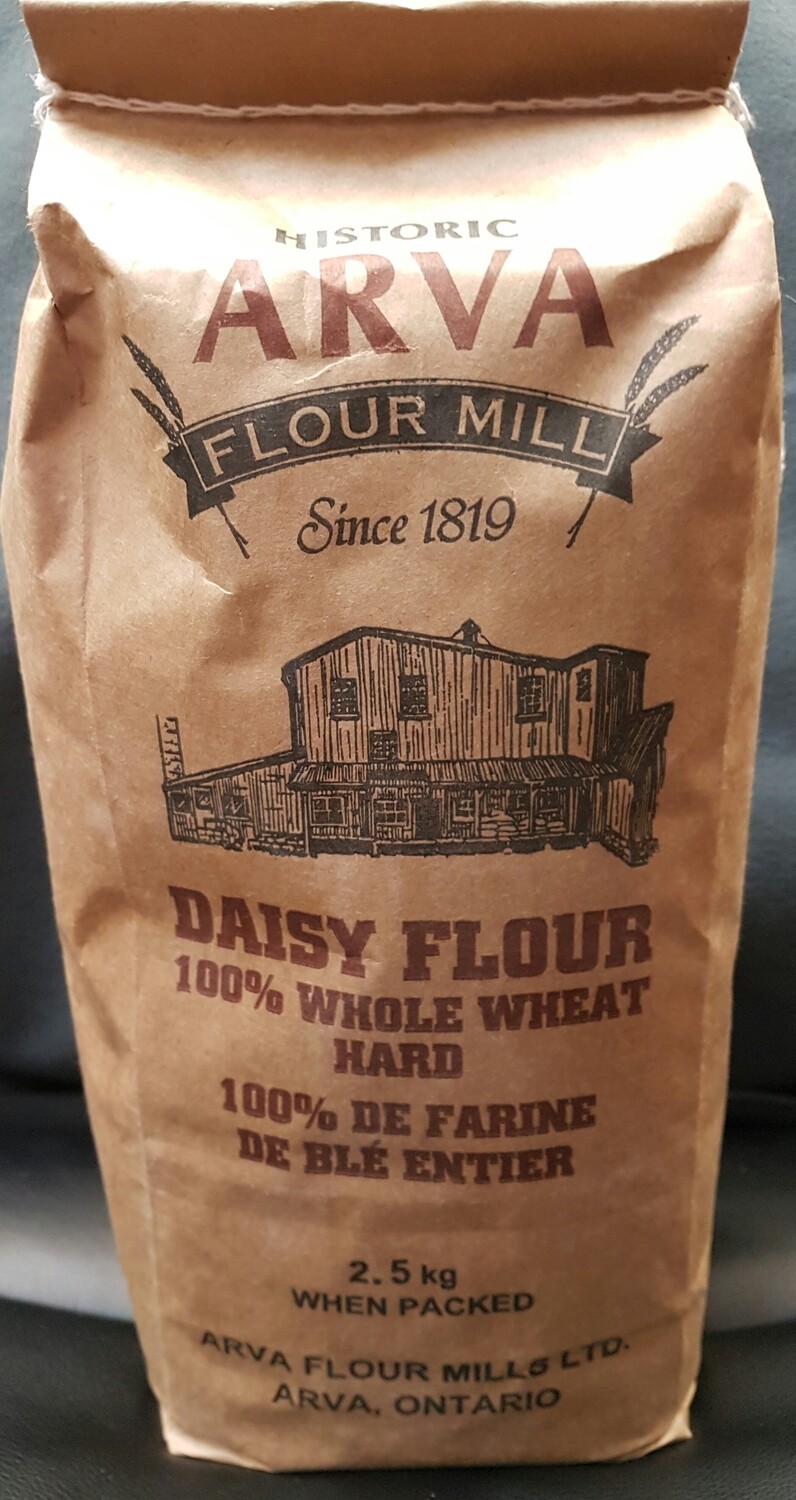 HISTORIC
ARVA
FLOUR MILL
Since 1819
DAISY FLOUR
100% WHOLE WHEAT
HARD
100% DE FARINE
DE BLÉ ENTIER
2.5 kg
WHEN PACKED
ARVA FLOUR MILLS LTD.
ARVA, ONTARIO